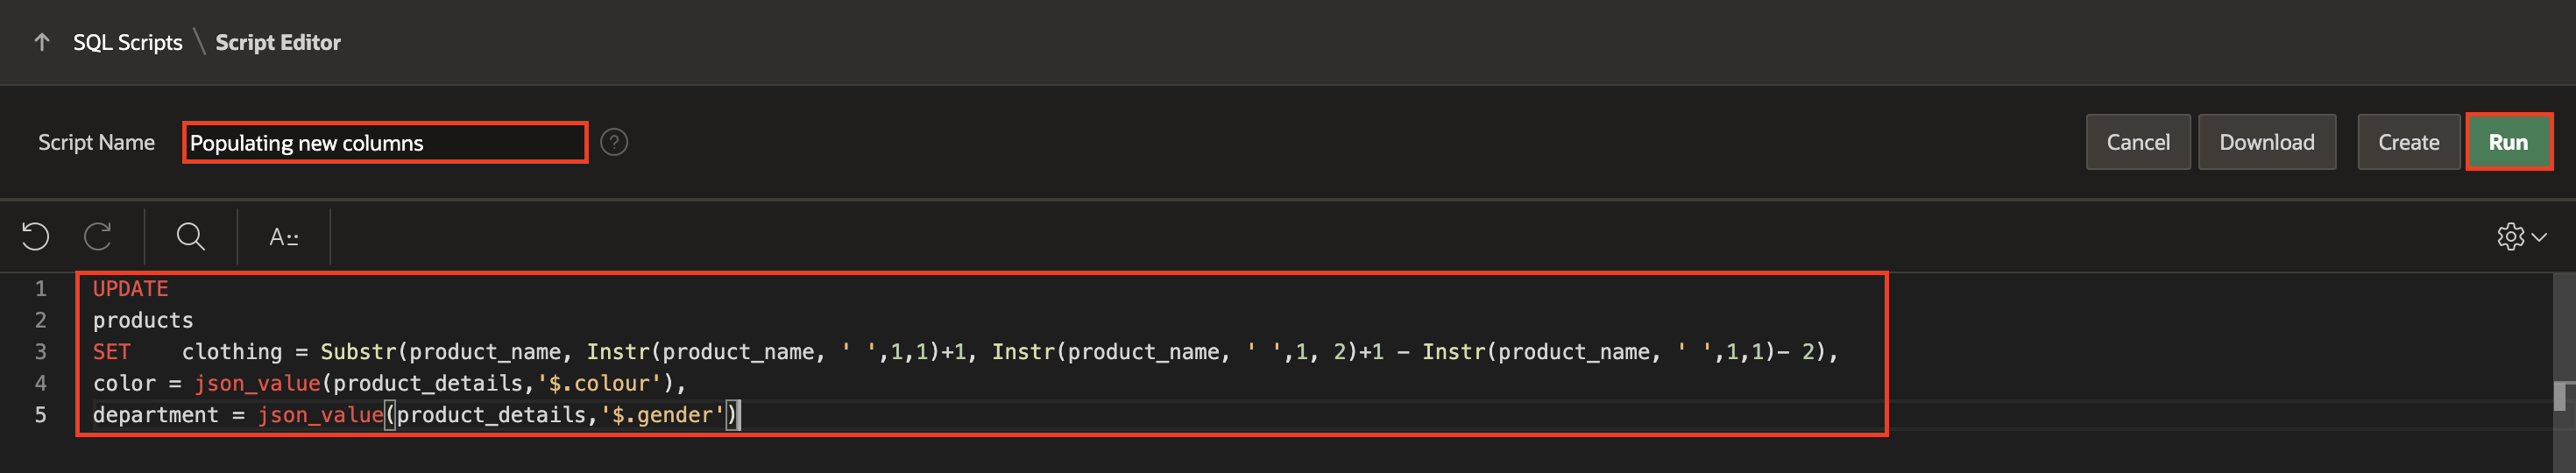 SQL Scripts \ Script Editor
Script Name Populating new columns ? Cancel Download Create Run
A::
1 UPDATE
2 products
3 SET    clothing = Substr(product_name, Instr(product_name, ' ',1,1)+1, Instr(product_name, ' ',1, 2)+1 - Instr(product_name, ' ',1,1)- 2),
4 color = json_value(product_details,'$.colour'),
5 department = json_value(product_details,'$.gender')